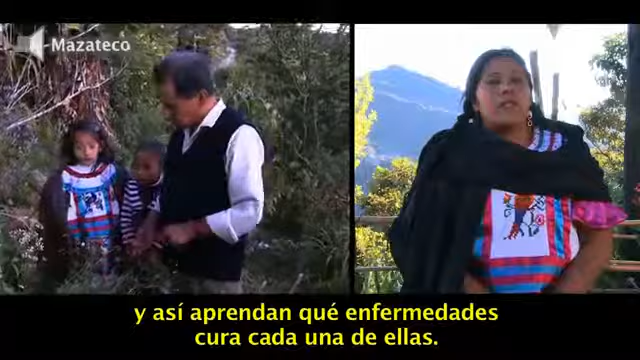 Mazateco
y así aprendan qué enfermedades
cura cada una de ellas.